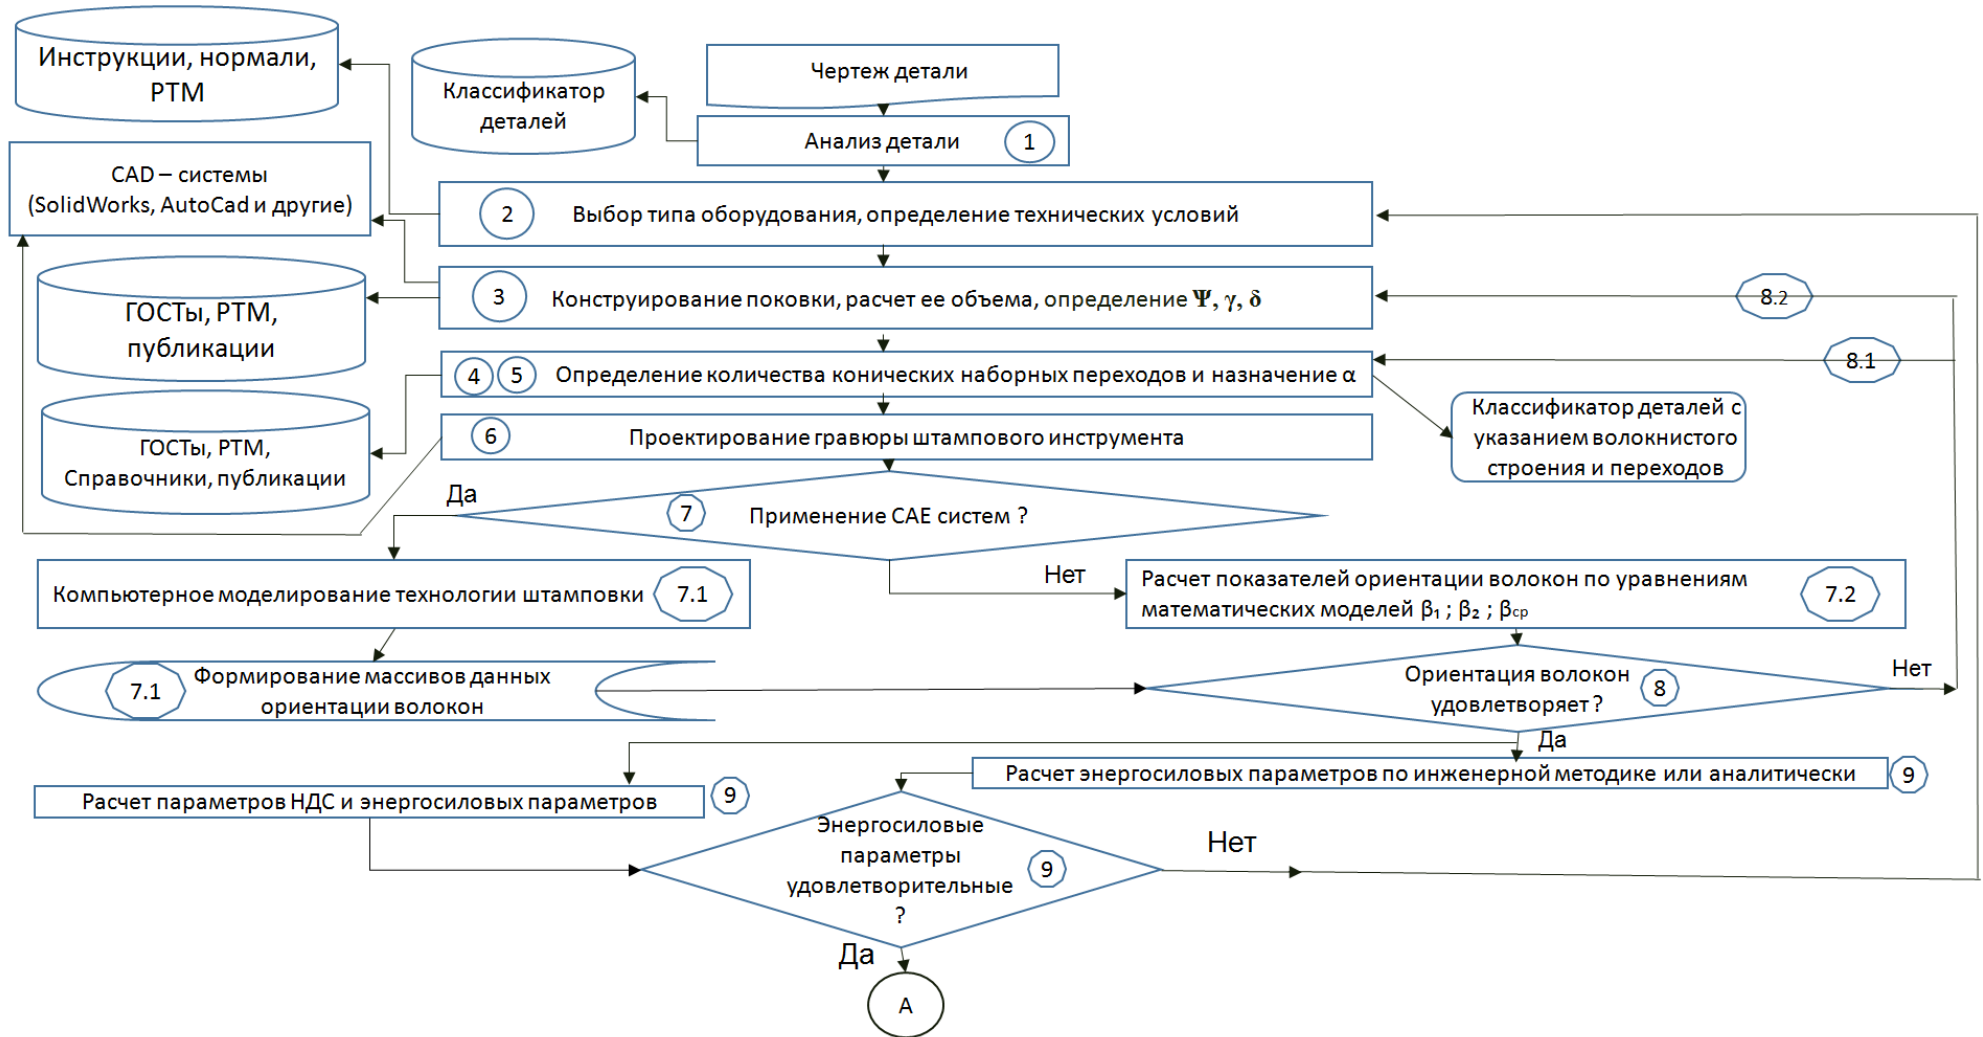 Инструкции, нормали,
РТМ
Классификатор
деталей
Чертеж детали
Анализ детали
1
CAD – системы
(SolidWorks, AutoCad и другие)
2
Выбор типа оборудования, определение технических условий
3
Конструирование поковки, расчет ее объема, определение Ψ, γ, δ
8.2
ГОСТы, РТМ,
публикации
4
5
Определение количества конических наборных переходов и назначение α
8.1
Классификатор деталей с
указанием волокнистого
строения и переходов
ГОСТы, РТМ,
Справочники, публикации
6
Проектирование гравюры штампового инструмента
Да
7
Применение САЕ систем ?
Нет
Компьютерное моделирование технологии штамповки
7.1
Расчет показателей ориентации волокон по уравнениям
математических моделей β₁ ; β₂ ; βср
7.2
7.1
Формирование массивов данных
ориентации волокон
Ориентация волокон
удовлетворяет ?
8
Нет
Да
Расчет энергосиловых параметров по инженерной методике или аналитически
9
Расчет параметров НДС и энергосиловых параметров
9
Энергосиловые
параметры
удовлетворительные
?
9
Нет
Да
А